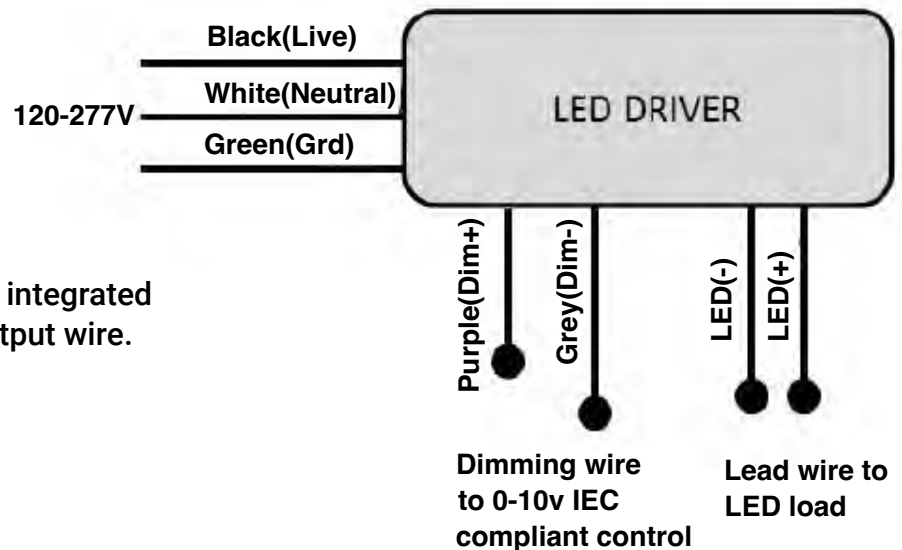 Black(Live)
White(Neutral)
120-277V
Green(Grd)
LED DRIVER
integrated
tput wire.
Purple(Dim+)
Grey(Dim-)
LED(-)
LED(+)
Dimming wire
to 0-10v IEC
compliant control
Lead wire to
LED load